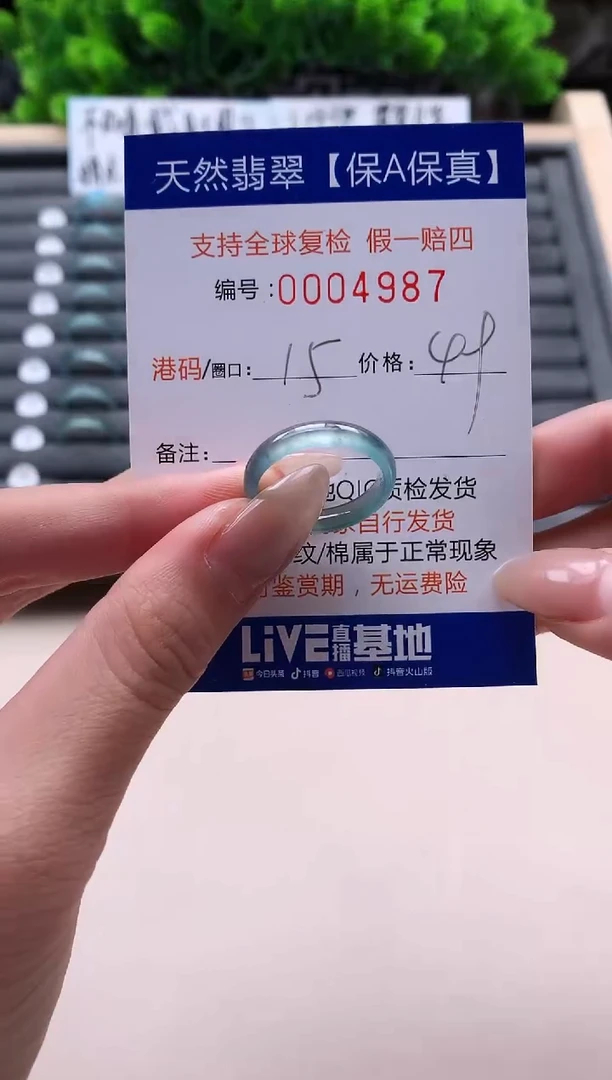 天然翡翠【保A保真】
支持全球复检 假一赔四
编号:0004987
港码/圈口: 15 价格:
备注:
QIC质检发货
自行发货
纹/棉属于正常现象
鉴赏期，无运费险
LiVE直播基地
今日头条 抖音 西瓜视频 抖音火山版